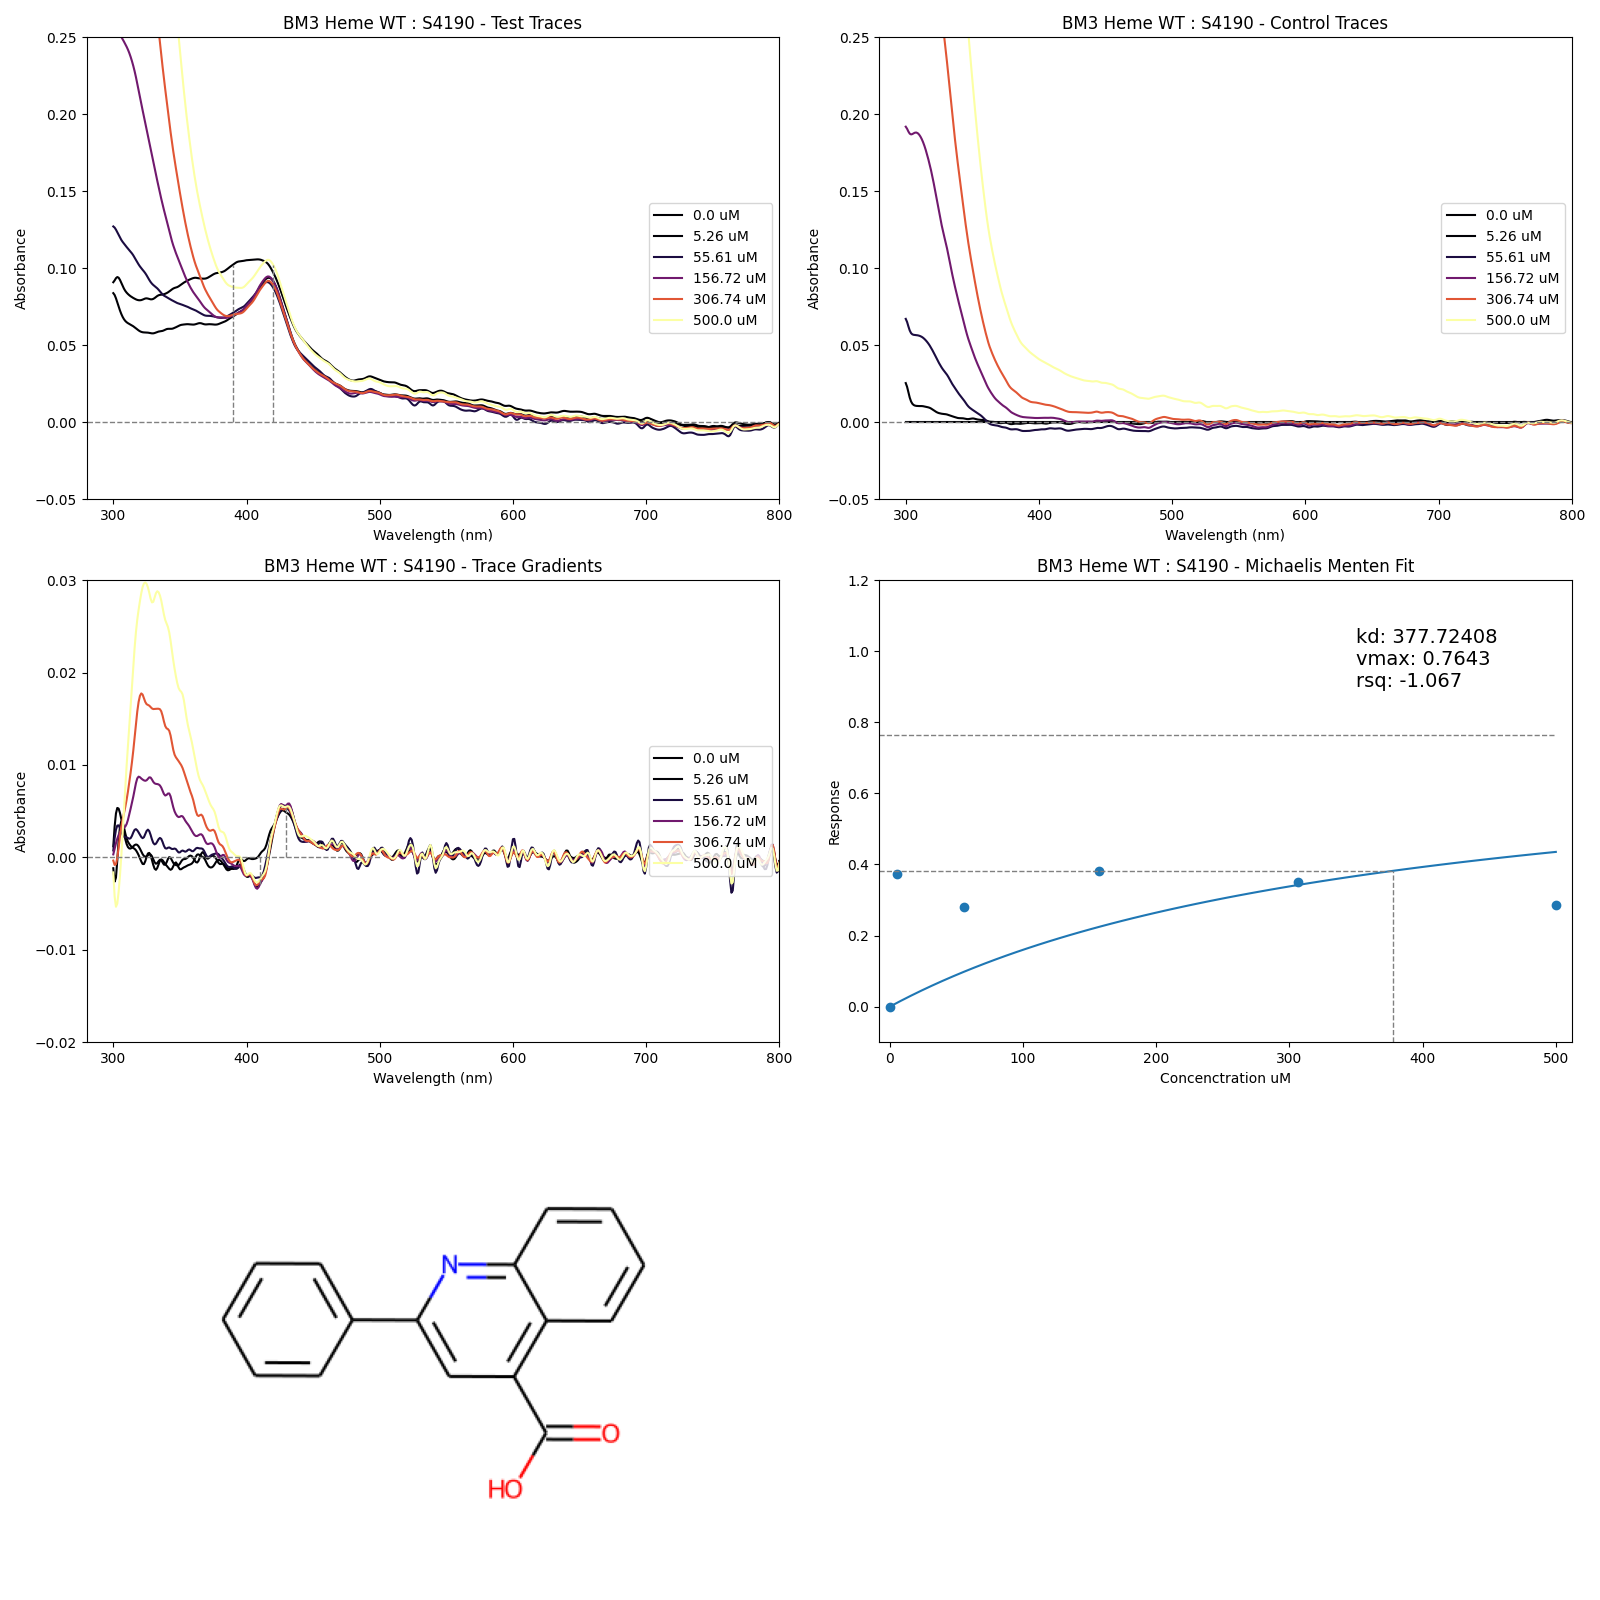 BM3 Heme WT : S4190 - Test Traces
0.25
0.20
0.15
0.10
0.05
0.00
−0.05
Absorbance
300 400 500 600 700 800
Wavelength (nm)
0.0 uM
5.26 uM
55.61 uM
156.72 uM
306.74 uM
500.0 uM
BM3 Heme WT : S4190 - Control Traces
0.25
0.20
0.15
0.10
0.05
0.00
−0.05
Absorbance
300 400 500 600 700 800
Wavelength (nm)
0.0 uM
5.26 uM
55.61 uM
156.72 uM
306.74 uM
500.0 uM
BM3 Heme WT : S4190 - Trace Gradients
0.03
0.02
0.01
0.00
−0.01
−0.02
Absorbance
300 400 500 600 700 800
Wavelength (nm)
0.0 uM
5.26 uM
55.61 uM
156.72 uM
306.74 uM
500.0 uM
BM3 Heme WT : S4190 - Michaelis Menten Fit
1.2
1.0
0.8
0.6
0.4
0.2
0.0
Response
0 100 200 300 400 500
Concenctration uM
kd: 377.72408
vmax: 0.7643
rsq: -1.067
N
O
HO